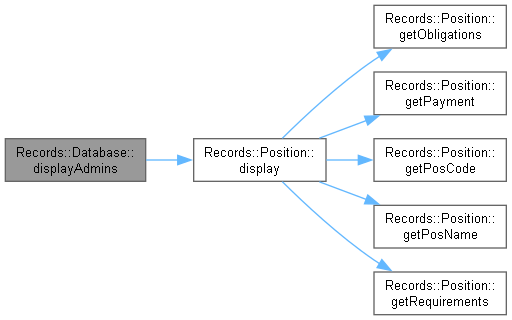 Records::Database::
displayAdmins
Records::Position::
display
Records::Position::
getObligations
Records::Position::
getPayment
Records::Position::
getPosCode
Records::Position::
getPosName
Records::Position::
getRequirements